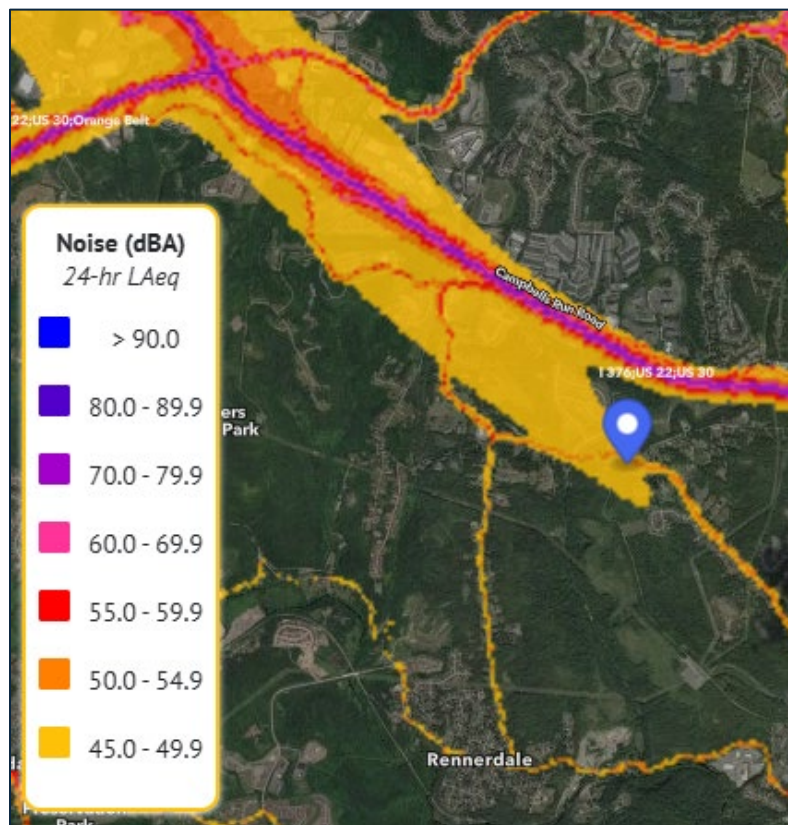 22;US 30;Orange Belt
Noise (dBA)
24-hr LAeq
> 90.0
80.0 - 89.9
70.0 - 79.9
60.0 - 69.9
55.0 - 59.9
50.0 - 54.9
45.0 - 49.9
Campbells Run Road
I 376;US 22;US 30
ers
Park
Rennerdale
Park